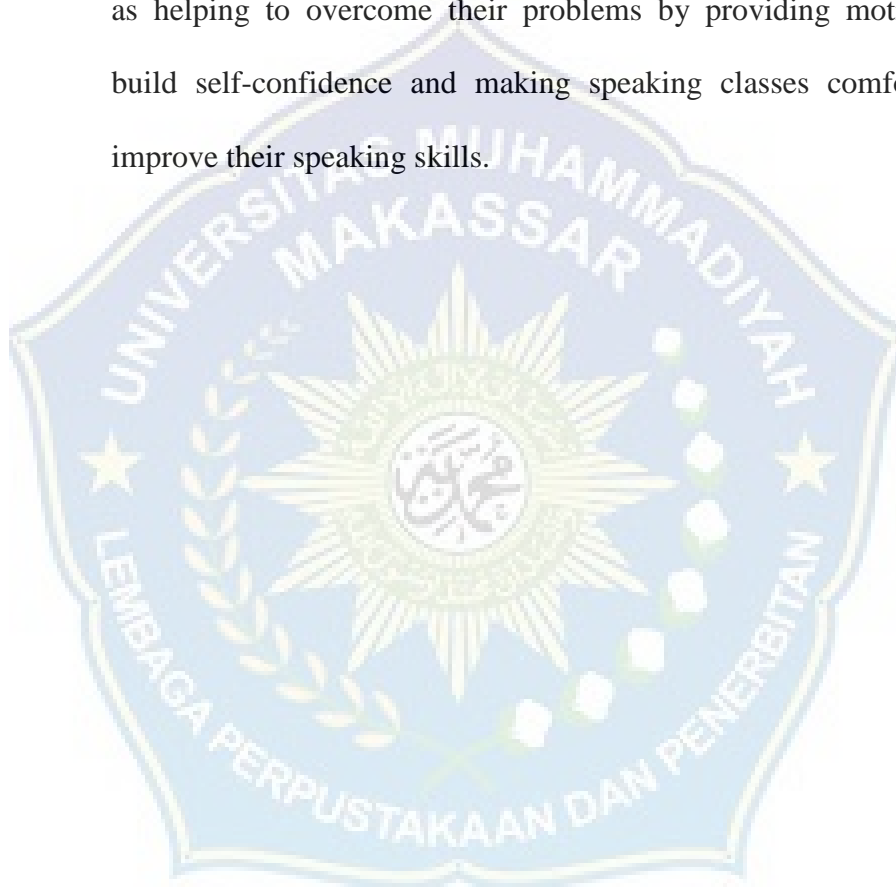 as helping to overcome their problems by providing mot
build self-confidence and making speaking classes comfo
improve their speaking skills.
UNIVERSITAS MUHAMMADIYAH
MAKASSAR
LEMBAGA PERPUSTAKAAN DAN PENERBITAN